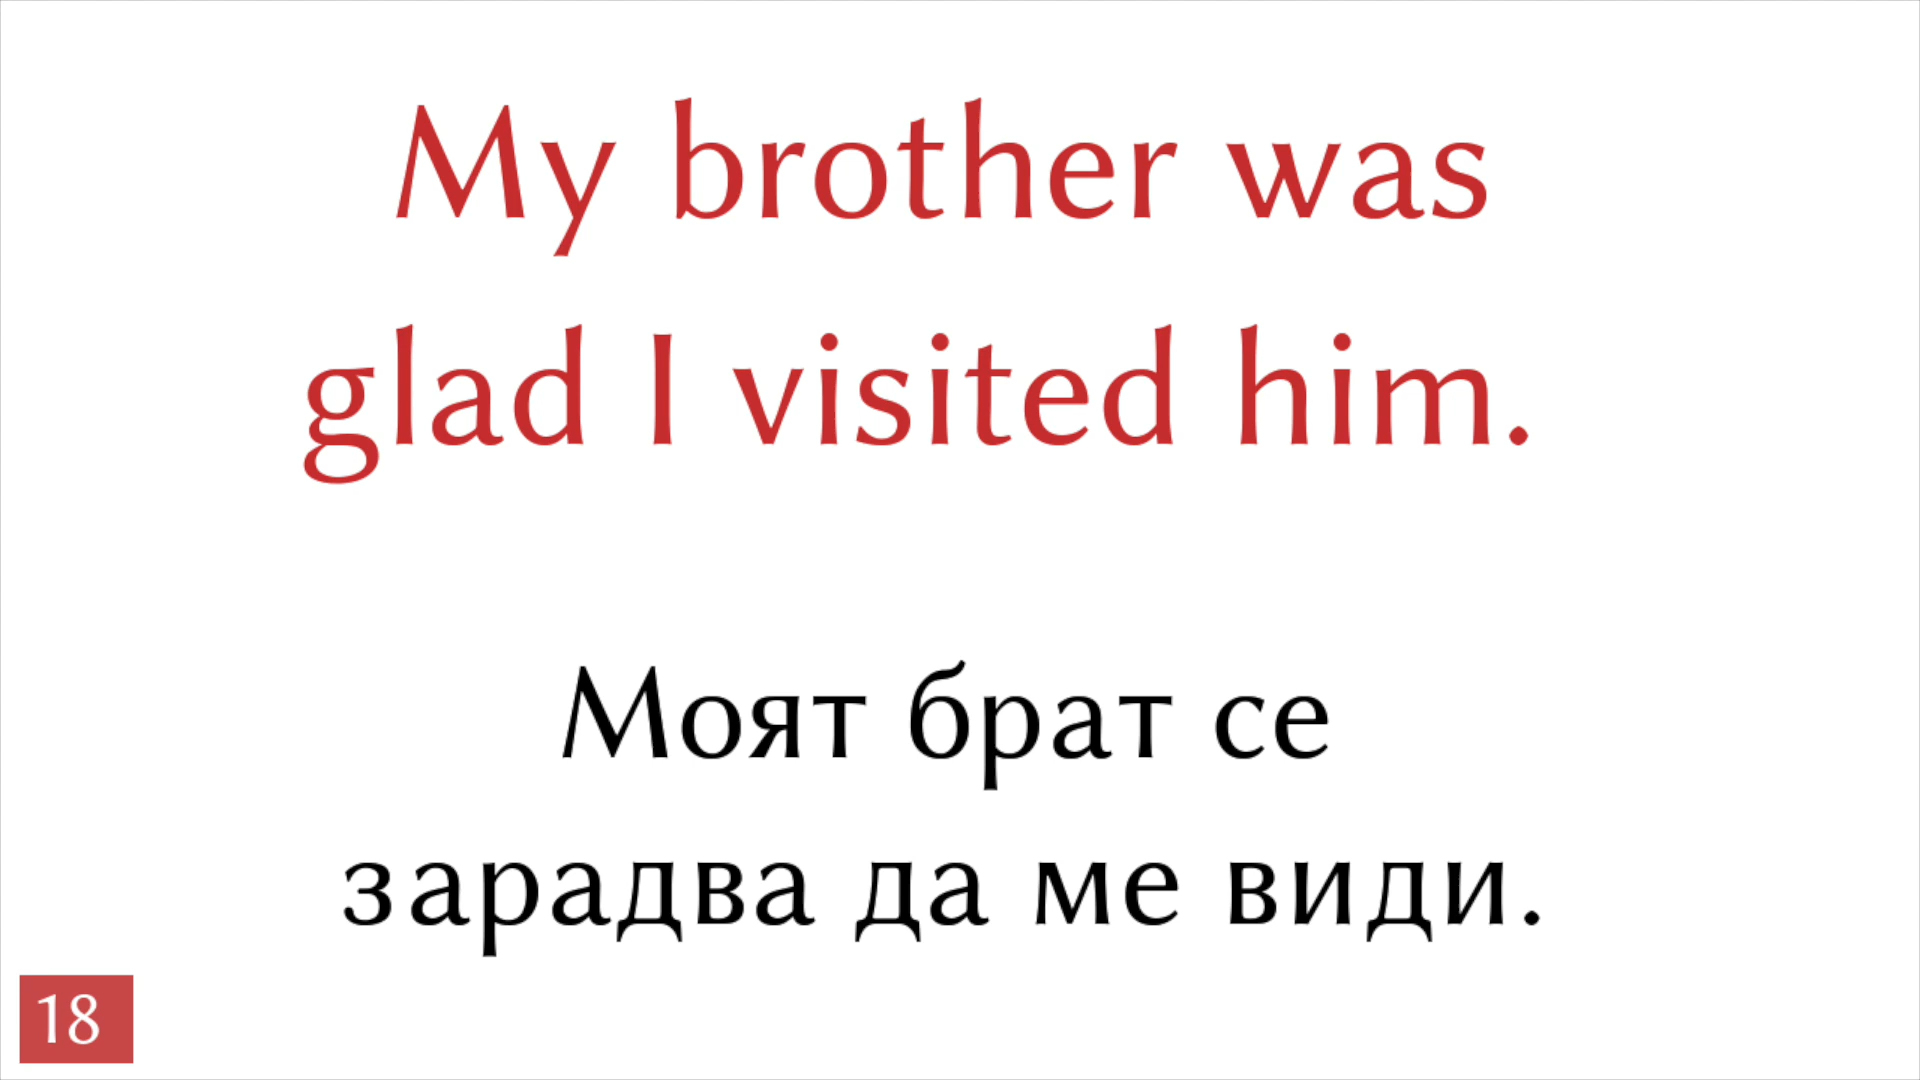 My brother was
glad I visited him.
Моят брат се
зарадва да ме види.
18